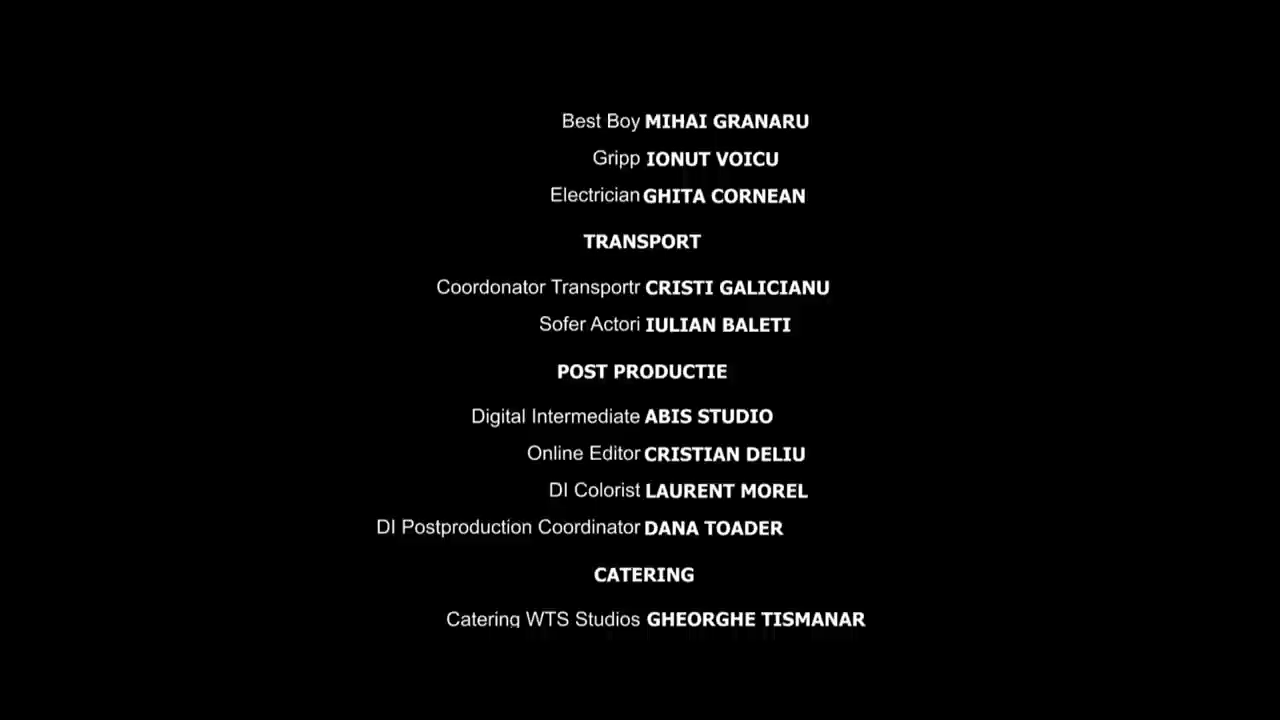 Best Boy MIHAI GRANARU
Gripp IONUT VOICU
Electrician GHITA CORNEAN
TRANSPORT
Coordonator Transportr CRISTI GALICIANU
Sofer Actori IULIAN BALETI
POST PRODUCTIE
Digital Intermediate ABIS STUDIO
Online Editor CRISTIAN DELIU
DI Colorist LAURENT MOREL
DI Postproduction Coordinator DANA TOADER
CATERING
Catering WTS Studios GHEORGHE TISMANAR